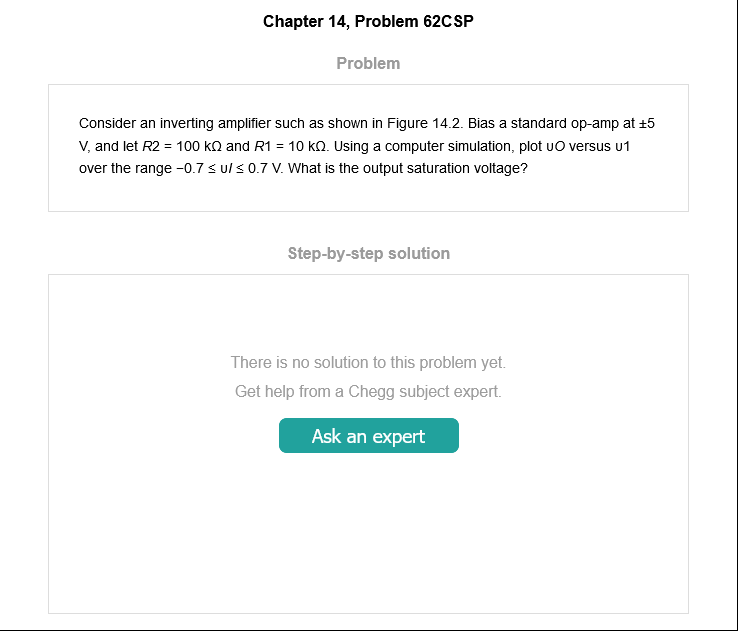 Chapter 14, Problem 62CSP
Problem
Consider an inverting amplifier such as shown in Figure 14.2. Bias a standard op-amp at ±5
V, and let R2 = 100 kΩ and R1 = 10 kΩ. Using a computer simulation, plot υO versus υ1
over the range −0.7 ≤ υI ≤ 0.7 V. What is the output saturation voltage?
Step-by-step solution
There is no solution to this problem yet.
Get help from a Chegg subject expert.
Ask an expert